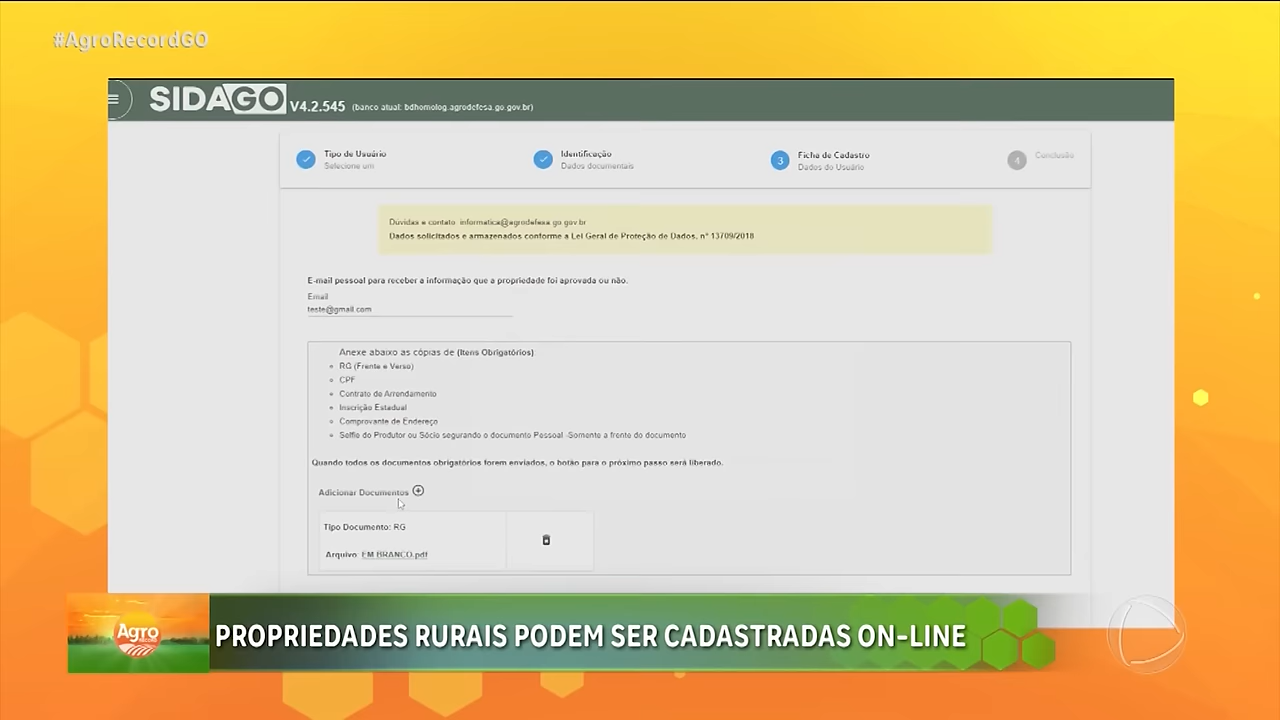 #AgroRecordGO
SIDAGO V4.2.545 (banco atual: bdhomolog.agrodefesa.go.gov.br)
Tipo de Usuário
Selecione um
Identificação
Dados documentais
3
Ficha de Cadastro
Dados do Usuário
4
Conclusão
Dúvidas e contato: informatica@agrodefesa.go.gov.br
Dados solicitados e armazenados conforme a Lei Geral de Proteção de Dados, n° 13709/2018
E-mail pessoal para receber a informação que a propriedade foi aprovada ou não.
Email
teste@gmail.com
Anexe abaixo as cópias de (Itens Obrigatórios)
RG (Frente e Verso)
CPF
Contrato de Arrendamento
Inscrição Estadual
Comprovante de Endereço
Selfie do Produtor ou Sócio segurando o documento Pessoal -Somente a frente do documento
Quando todos os documentos obrigatórios forem enviados, o botão para o próximo passo será liberado.
Adicionar Documentos
Tipo Documento: RG
Arquivo: EM BRANCO.pdf
Agro
RECORD
PROPRIEDADES RURAIS PODEM SER CADASTRADAS ON-LINE